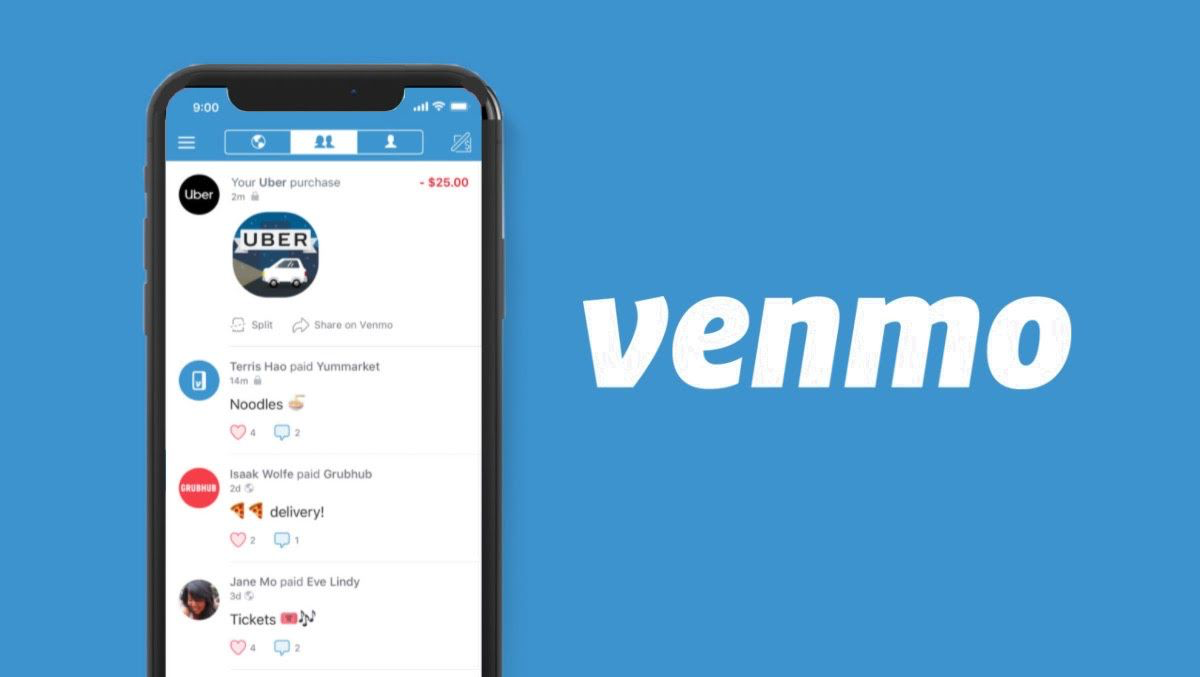 9:00
Your Uber purchase
- $25.00
Uber
2m
UBER
Split
Share on Venmo
Terris Hao paid Yummarket
14m
Noodles 🍜
4
2
Isaak Wolfe paid Grubhub
GRUBHUB
2d
🍕🍕 delivery!
2
1
Jane Mo paid Eve Lindy
3d
Tickets 🎟️🎶
4
2
venmo